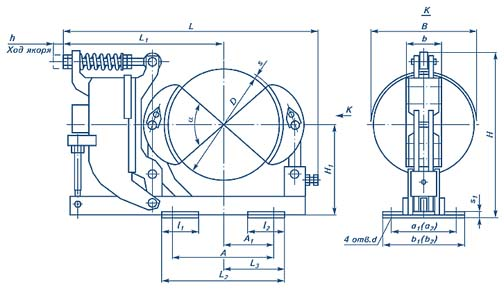 K
L
B
h
Ход якоря
L₁
b
s
D
K
α
H₁
H
l₁
l₂
A₁
A
L₃
L₂
s₁
a₁(a₂)
4 отв.d
b₁(b₂)